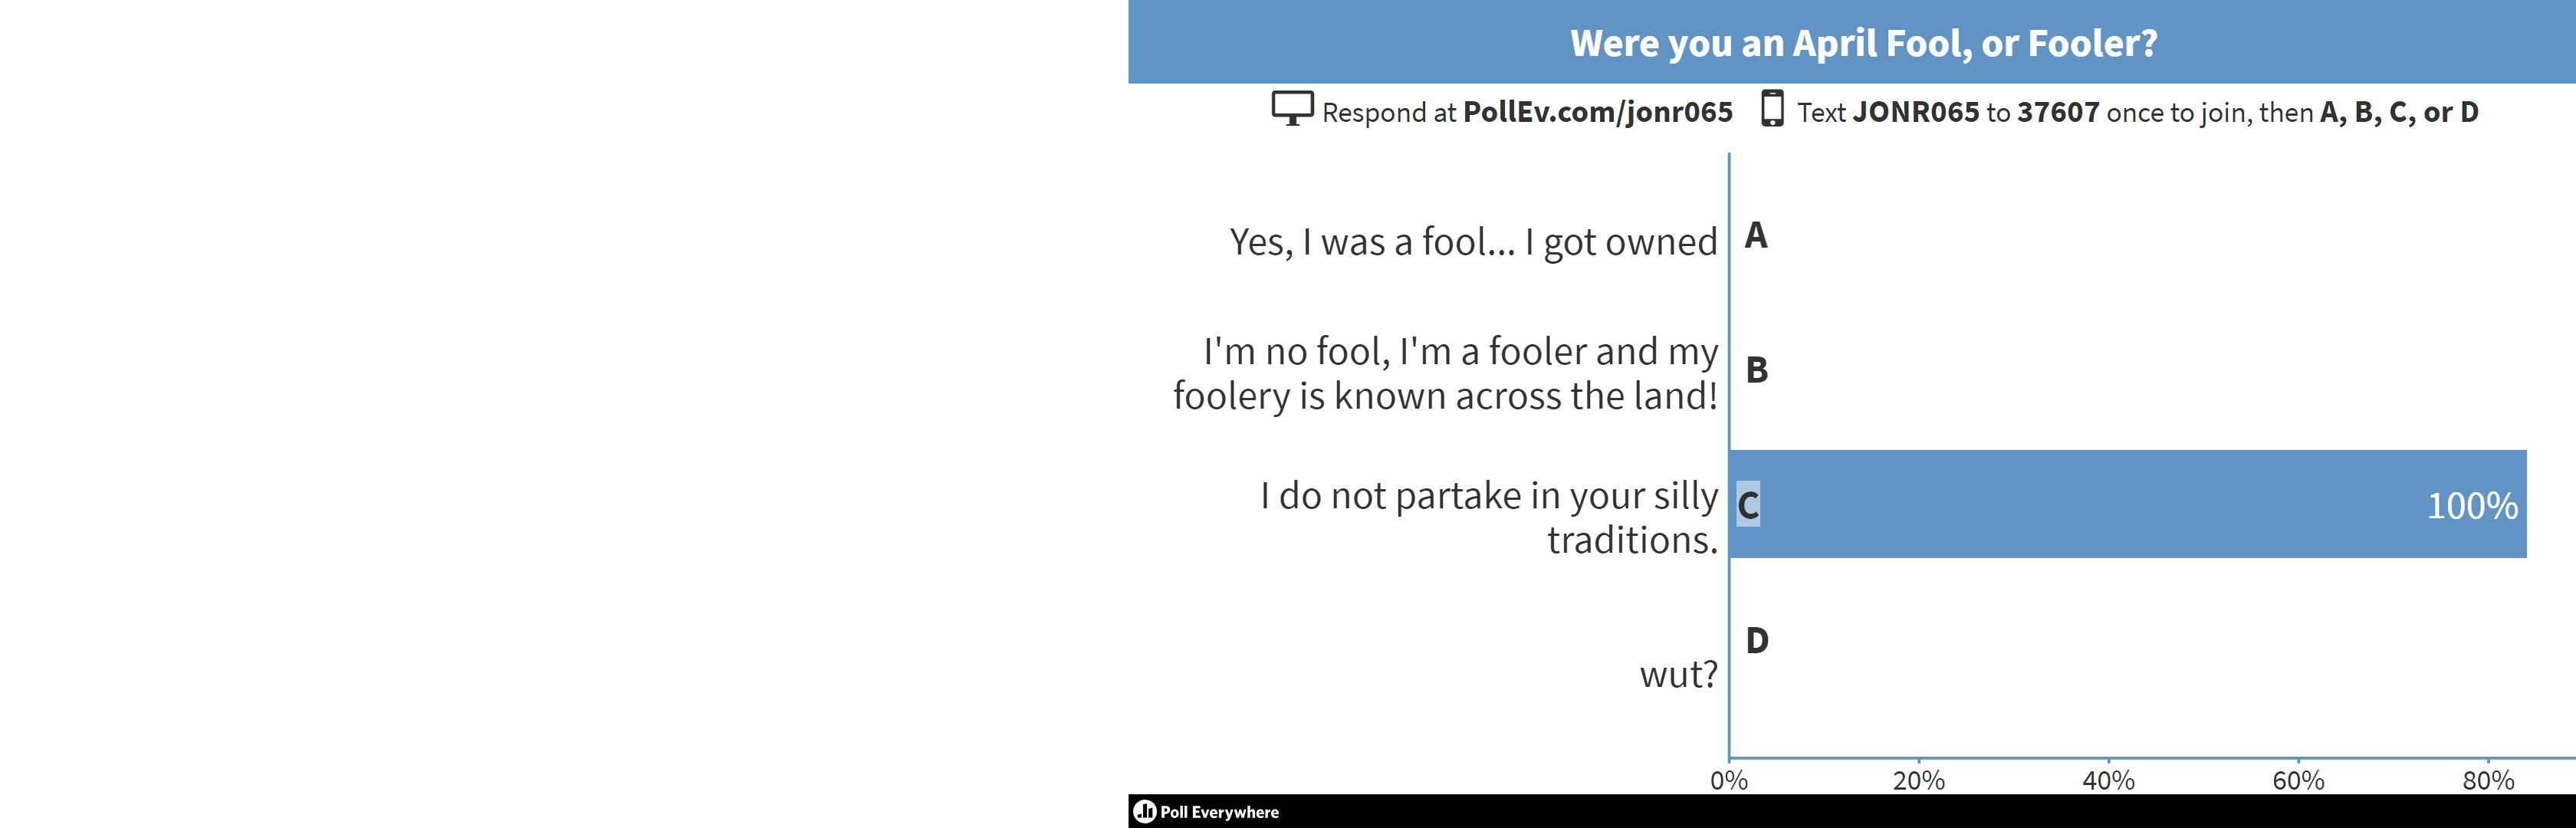 Were you an April Fool, or Fooler?
Respond at PollEv.com/jonr065 Text JONR065 to 37607 once to join, then A, B, C, or D
Yes, I was a fool... I got owned A
I'm no fool, I'm a fooler and my
foolery is known across the land!
B
I do not partake in your silly
traditions.
C 100%
D
wut?
0% 20% 40% 60% 80%
Poll Everywhere